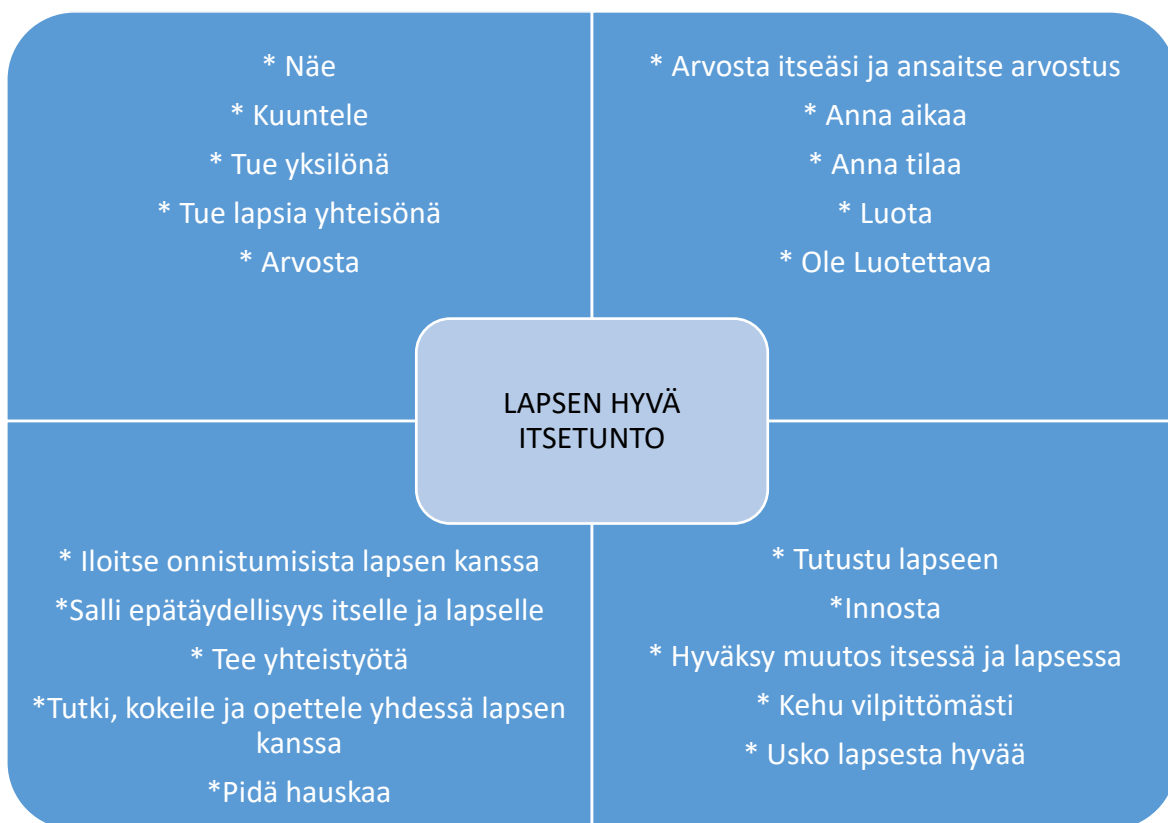 * Näe
* Kuuntele
* Tue yksilönä
* Tue lapsia yhteisönä
* Arvosta
* Arvosta itseäsi ja ansaitse arvostus
* Anna aikaa
* Anna tilaa
* Luota
* Ole Luotettava
LAPSEN HYVÄ
ITSETUNTO
* Iloitse onnistumisista lapsen kanssa
*Salli epätäydellisyys itselle ja lapselle
* Tee yhteistyötä
*Tutki, kokeile ja opettele yhdessä lapsen
kanssa
*Pidä hauskaa
* Tutustu lapseen
*Innosta
* Hyväksy muutos itsessä ja lapsessa
* Kehu vilpittömästi
* Usko lapsesta hyvää